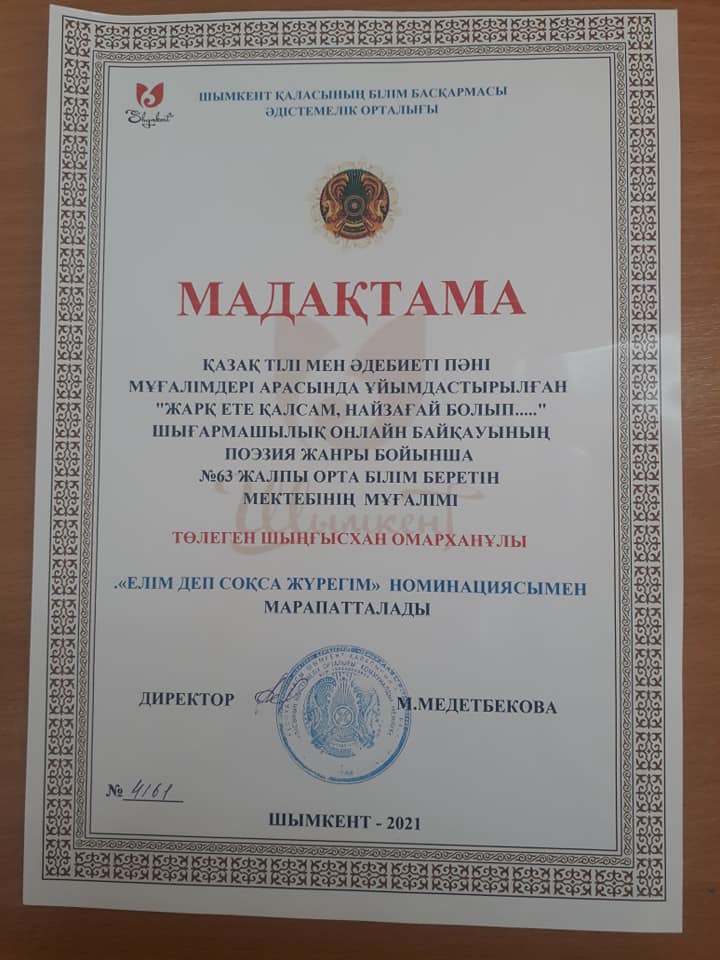 Shymkent
ШЫМКЕНТ ҚАЛАСЫНЫҢ БІЛІМ БАСҚАРМАСЫ
ӘДІСТЕМЕЛІК ОРТАЛЫҒЫ
МАДАҚТАМА
ҚАЗАҚ ТІЛІ МЕН ӘДЕБИЕТІ ПӘНІ
МҰҒАЛІМДЕРІ АРАСЫНДА ҰЙЫМДАСТЫРЫЛҒАН
"ЖАРҚ ЕТЕ ҚАЛСАМ, НАЙЗАҒАЙ БОЛЫП....."
ШЫҒАРМАШЫЛЫҚ ОНЛАЙН БАЙҚАУЫНЫҢ
ПОЭЗИЯ ЖАНРЫ БОЙЫНША
№63 ЖАЛПЫ ОРТА БІЛІМ БЕРЕТІН
МЕКТЕБІНІҢ МҰҒАЛІМІ
Шымкент
ТӨЛЕГЕН ШЫҢҒЫСХАН ОМАРХАНҰЛЫ
.«ЕЛІМ ДЕП СОҚСА ЖҮРЕГІМ» НОМИНАЦИЯСЫМЕН
МАРАПАТТАЛАДЫ
ДИРЕКТОР М.МЕДЕТБЕКОВА
№ 4161
ШЫМКЕНТ - 2021